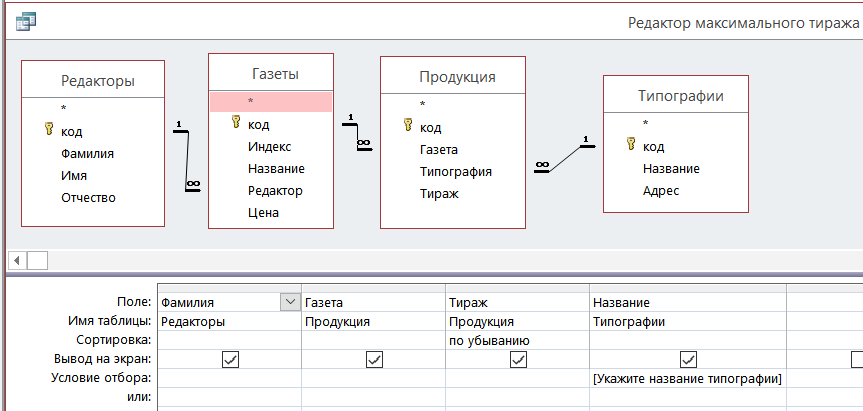 Редактор максимального тиража
Редакторы
*
код
Фамилия
Имя
Отчество
1
∞
Газеты
*
код
Индекс
Название
Редактор
Цена
1
∞
Продукция
*
код
Газета
Типография
Тираж
1
∞
Типографии
*
код
Название
Адрес
Поле: Фамилия Газета Тираж Название
Имя таблицы: Редакторы Продукция Продукция Типографии
Сортировка: по убыванию
Вывод на экран:
Условие отбора: [Укажите название типографии]
или: